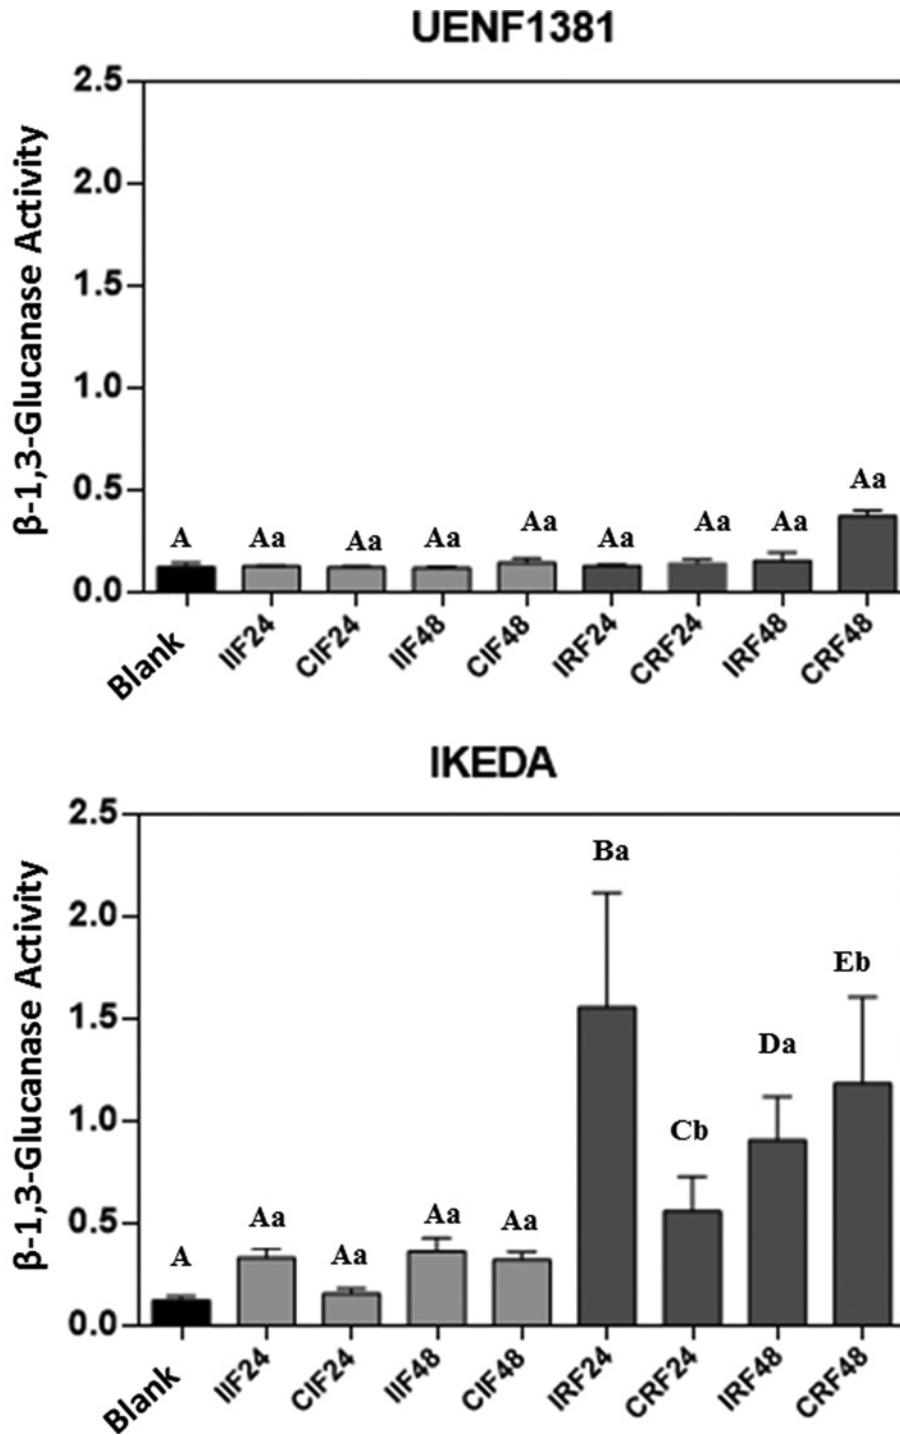 UENF1381
β-1,3-Glucanase Activity
2.5
2.0
1.5
1.0
0.5
0.0
A
Aa
Aa
Aa
Aa
Aa
Aa
Aa
Aa
Blank
IIF24
CIF24
IIF48
CIF48
IRF24
CRF24
IRF48
CRF48
IKEDA
β-1,3-Glucanase Activity
2.5
2.0
1.5
1.0
0.5
0.0
A
Aa
Aa
Aa
Aa
Ba
Cb
Da
Eb
Blank
IIF24
CIF24
IIF48
CIF48
IRF24
CRF24
IRF48
CRF48